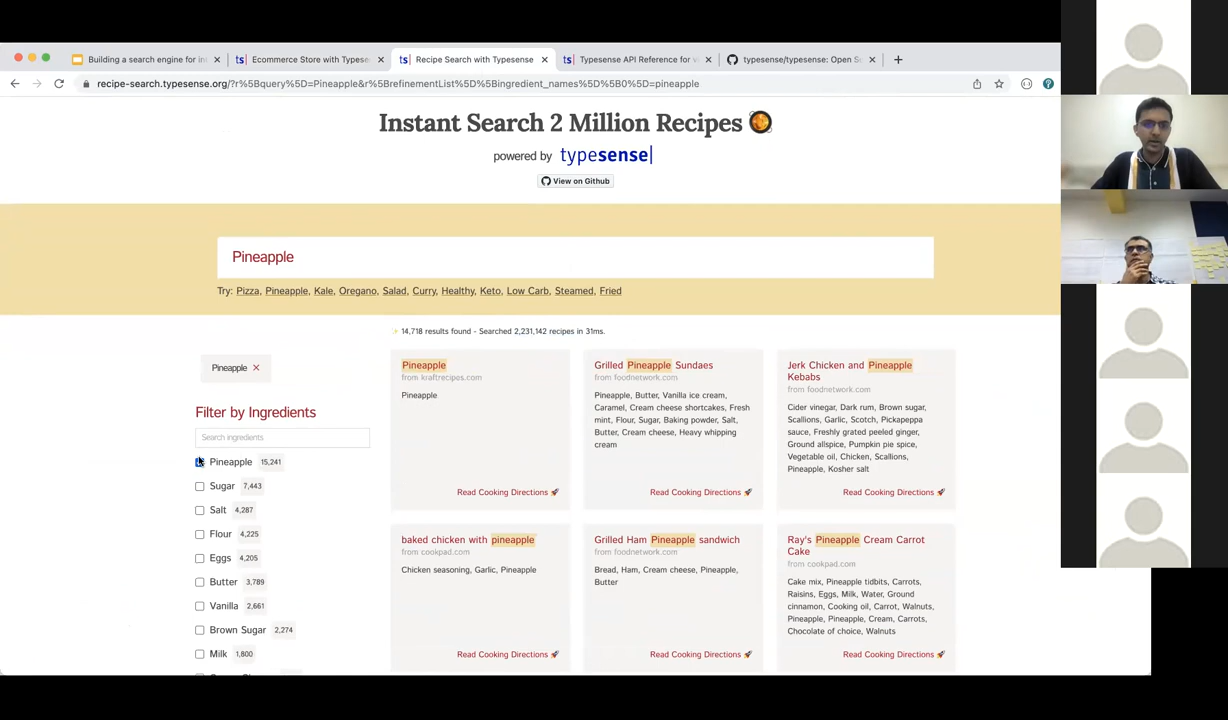 Building a search engine for in
Ecommerce Store with Typese
Recipe Search with Typesense
Typesense API Reference for v
typesense/typesense: Open S
recipe-search.typesense.org/?r%5Bquery%5D=Pineapple&r%5BrefinementList%5D%5Bingredient_names%5D%5B0%5D=pineapple
Instant Search 2 Million Recipes
powered by typesense|
View on Github
Pineapple
Try: Pizza, Pineapple, Kale, Oregano, Salad, Curry, Healthy, Keto, Low Carb, Steamed, Fried
14,718 results found - Searched 2,231,142 recipes in 31ms.
Pineapple ×
Filter by Ingredients
Search ingredients
Pineapple 15,241
Sugar 7,443
Salt 4,287
Flour 4,225
Eggs 4,205
Butter 3,789
Vanilla 2,661
Brown Sugar 2,274
Milk 1,800
Pineapple
from kraftrecipes.com
Pineapple
Read Cooking Directions
Grilled Pineapple Sundaes
from foodnetwork.com
Pineapple, Butter, Vanilla ice cream,
Caramel, Cream cheese shortcakes, Fresh
mint, Flour, Sugar, Baking powder, Salt,
Butter, Cream cheese, Heavy whipping
cream
Read Cooking Directions
Jerk Chicken and Pineapple
Kebabs
from foodnetwork.com
Cider vinegar, Dark rum, Brown sugar,
Scallions, Garlic, Scotch, Pickapeppa
sauce, Freshly grated peeled ginger,
Ground allspice, Pumpkin pie spice,
Vegetable oil, Chicken, Scallions,
Pineapple, Kosher salt
Read Cooking Directions
baked chicken with pineapple
from cookpad.com
Chicken seasoning, Garlic, Pineapple
Read Cooking Directions
Grilled Ham Pineapple sandwich
from foodnetwork.com
Bread, Ham, Cream cheese, Pineapple,
Butter
Read Cooking Directions
Ray's Pineapple Cream Carrot
Cake
from cookpad.com
Cake mix, Pineapple tidbits, Carrots,
Raisins, Eggs, Milk, Water, Ground
cinnamon, Cooking oil, Carrot, Walnuts,
Pineapple, Pineapple, Cream, Carrots,
Chocolate of choice, Walnuts
Read Cooking Directions